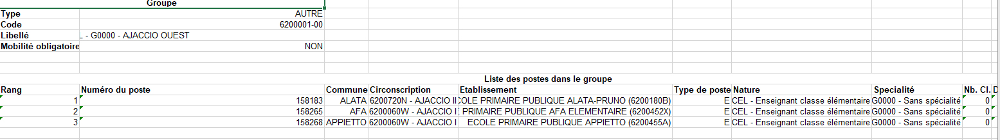 Groupe
Type AUTRE
Code 6200001-00
Libellé - G0000 - AJACCIO OUEST
Mobilité obligatoire NON
Liste des postes dans le groupe
Rang Numéro du poste Commune Circonscription Etablissement Type de poste Nature Specialité Nb. Cl. D
1 158183 ALATA 6200720N - AJACCIO II COLE PRIMAIRE PUBLIQUE ALATA-PRUNO (6200180B) E CEL - Enseignant classe élémentaire G0000 - Sans spécialité 0
2 158265 AFA 6200060W - AJACCIO I PRIMAIRE PUBLIQUE AFA ELEMENTAIRE (6200452X) E CEL - Enseignant classe élémentaire G0000 - Sans spécialité 0
3 158268 APPIETTO 6200060W - AJACCIO I ECOLE PRIMAIRE PUBLIQUE APPIETTO (6200455A) E CEL - Enseignant classe élémentaire G0000 - Sans spécialité 0